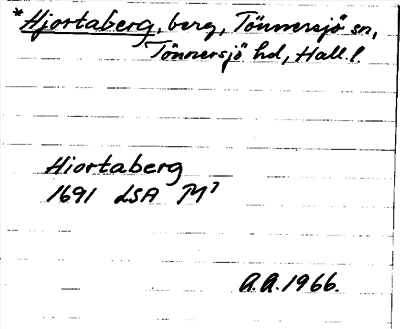 *Hjortaberg, berg, Tönnersjö sn,
Tönnersjö hd, Hall. l.
Hiortaberg
1691 LSA M7
A.A. 1966.